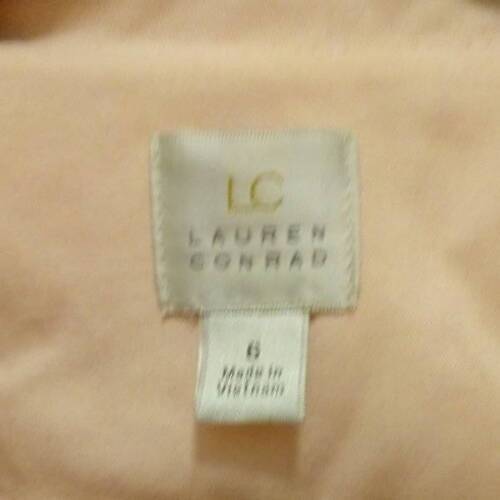 LC
LAUREN
CONRAD
6
Made in
Vietnam